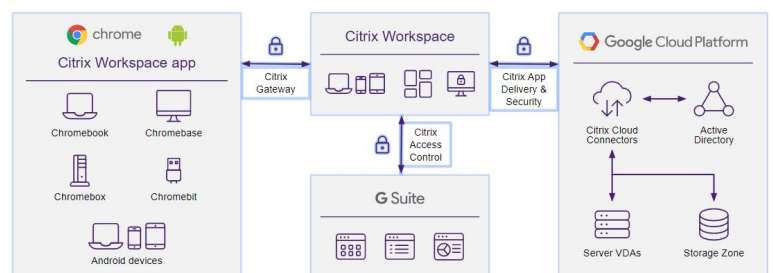 chrome
Citrix Workspace app
Chromebook
Chromebase
Chromebox
Chromebit
Android devices
Citrix
Gateway
Citrix Workspace
Citrix App
Delivery &
Security
Citrix
Access
Control
G Suite
Google Cloud Platform
Citrix Cloud
Connectors
Active
Directory
Server VDAs
Storage Zone